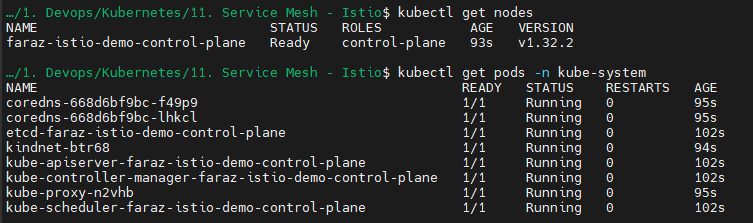 …/1. Devops/Kubernetes/11. Service Mesh - Istio$ kubectl get nodes
NAME STATUS ROLES AGE VERSION
faraz-istio-demo-control-plane Ready control-plane 93s v1.32.2
…/1. Devops/Kubernetes/11. Service Mesh - Istio$ kubectl get pods -n kube-system
NAME READY STATUS RESTARTS AGE
coredns-668d6bf9bc-f49p9 1/1 Running 0 95s
coredns-668d6bf9bc-lhkcl 1/1 Running 0 95s
etcd-faraz-istio-demo-control-plane 1/1 Running 0 102s
kindnet-btr68 1/1 Running 0 94s
kube-apiserver-faraz-istio-demo-control-plane 1/1 Running 0 102s
kube-controller-manager-faraz-istio-demo-control-plane 1/1 Running 0 102s
kube-proxy-n2vhb 1/1 Running 0 95s
kube-scheduler-faraz-istio-demo-control-plane 1/1 Running 0 102s